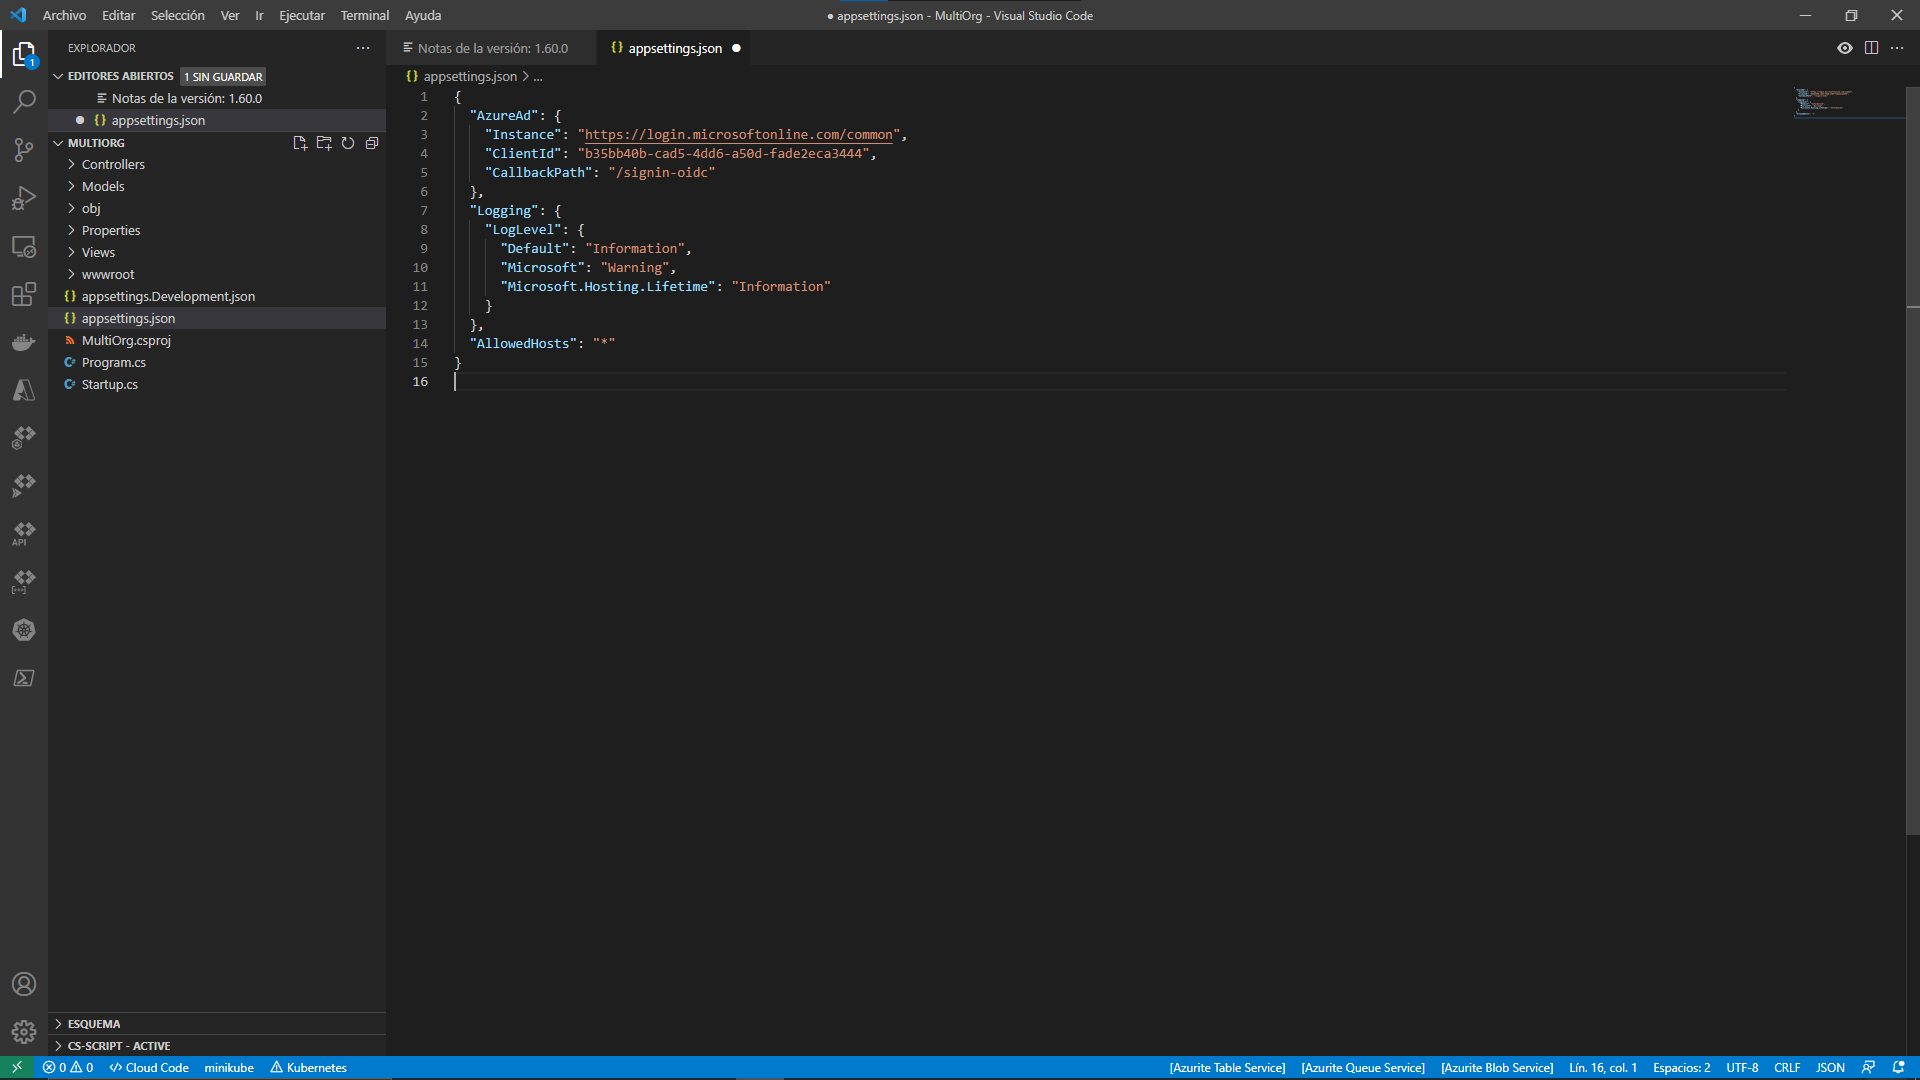 Archivo Editar Selección Ver Ir Ejecutar Terminal Ayuda
● appsettings.json - MultiOrg - Visual Studio Code
EXPLORADOR
1
EDITORES ABIERTOS 1 SIN GUARDAR
Notas de la versión: 1.60.0
{} appsettings.json
MULTIORG
Controllers
Models
obj
Properties
Views
wwwroot
{} appsettings.Development.json
{} appsettings.json
MultiOrg.csproj
C# Program.cs
C# Startup.cs
API
ESQUEMA
CS-SCRIPT - ACTIVE
Notas de la versión: 1.60.0
{} appsettings.json
{} appsettings.json > ...
1 {
2 "AzureAd": {
3 "Instance": "https://login.microsoftonline.com/common",
4 "ClientId": "b35bb40b-cad5-4dd6-a50d-fade2eca3444",
5 "CallbackPath": "/signin-oidc"
6 },
7 "Logging": {
8 "LogLevel": {
9 "Default": "Information",
10 "Microsoft": "Warning",
11 "Microsoft.Hosting.Lifetime": "Information"
12 }
13 },
14 "AllowedHosts": "*"
15 }
16
0 0 Cloud Code minikube Kubernetes
[Azurite Table Service] [Azurite Queue Service] [Azurite Blob Service] Lín. 16, col. 1 Espacios: 2 UTF-8 CRLF JSON